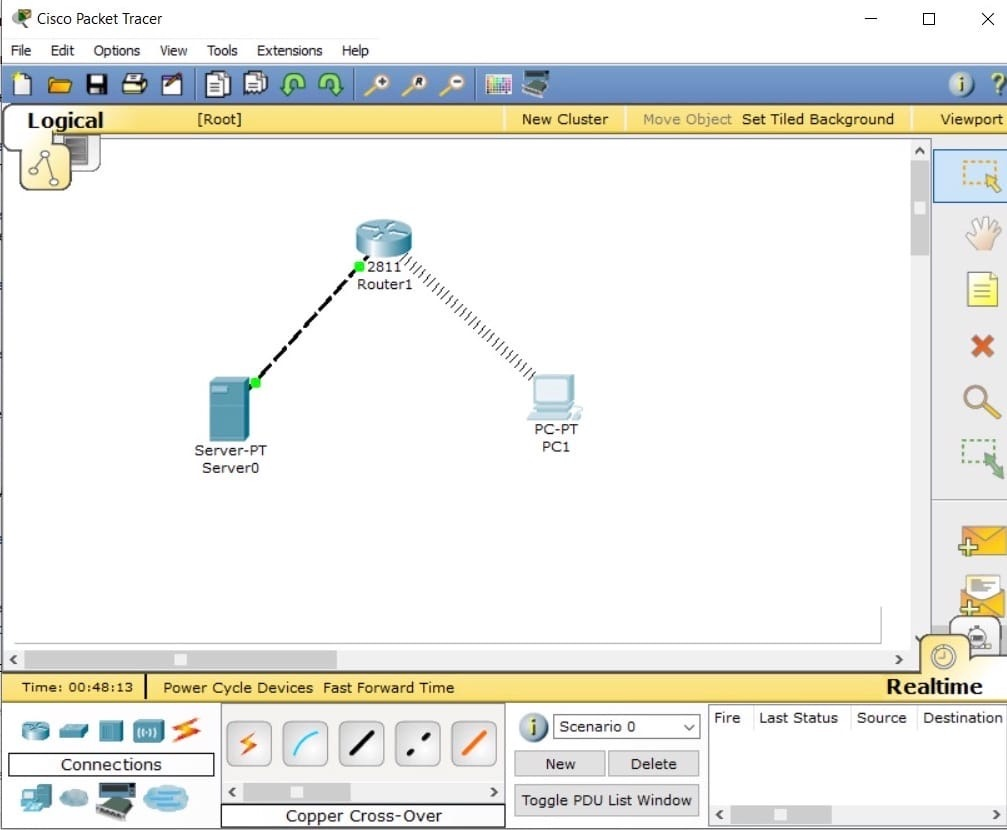 Cisco Packet Tracer
File Edit Options View Tools Extensions Help
Logical [Root] New Cluster Move Object Set Tiled Background Viewport
2811
Router1
Server-PT
Server0
PC-PT
PC1
Time: 00:48:13 Power Cycle Devices Fast Forward Time Realtime
Scenario 0
Fire Last Status Source Destination
Connections
New Delete
Toggle PDU List Window
Copper Cross-Over